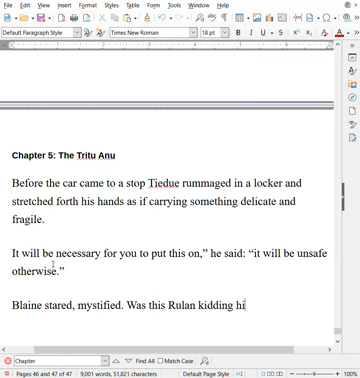 File Edit View Insert Format Styles Table Form Tools Window Help
Default Paragraph Style Times New Roman 18 pt B I U S X² X₂ A
Chapter 5: The Tritu Anu
Before the car came to a stop Tiedue rummaged in a locker and
stretched forth his hands as if carrying something delicate and
fragile.
It will be necessary for you to put this on,” he said: “it will be unsafe
otherwise.”
Blaine stared, mystified. Was this Rulan kidding hi
Chapter Find All Match Case
Pages 46 and 47 of 47 9,001 words, 51,821 characters Default Page Style 100%